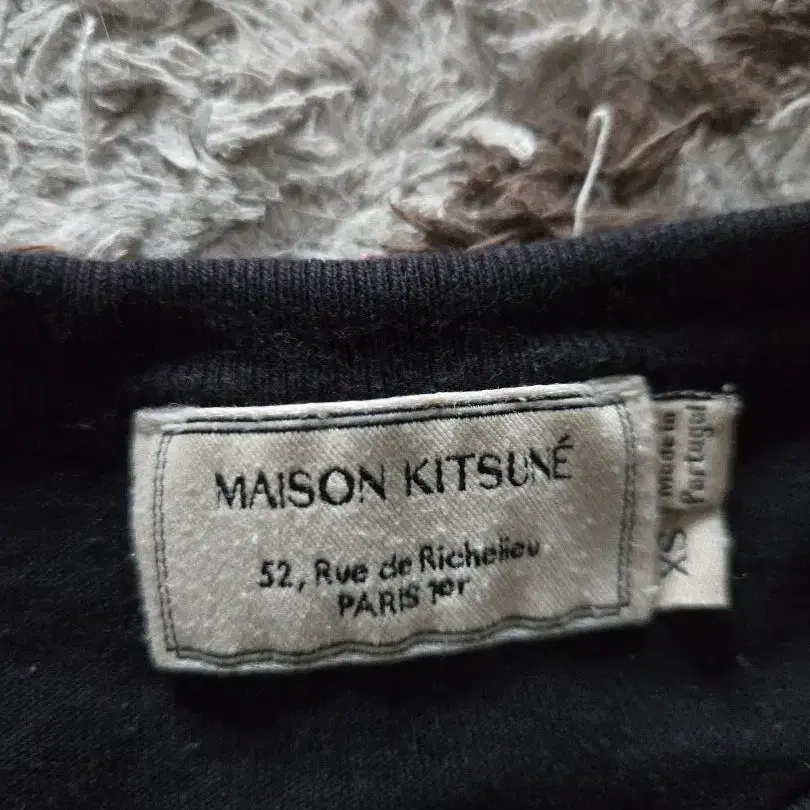 MAISON KITSUNÉ
52, Rue de Richelieu
PARIS 1er
Made in
Portugal
XS